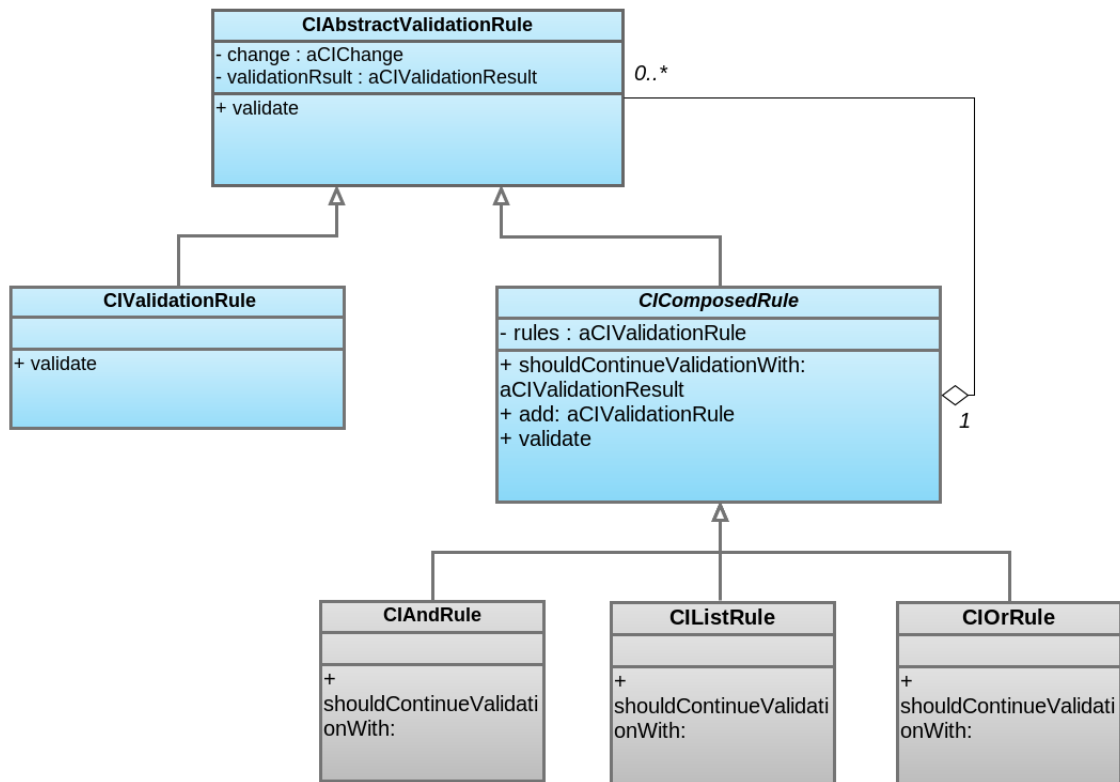 CIAbstractValidationRule
- change : aCIChange
- validationRsult : aCIValidationResult
+ validate
0..*
CIValidationRule
+ validate
CIComposedRule
- rules : aCIValidationRule
+ shouldContinueValidationWith:
aCIValidationResult
+ add: aCIValidationRule
+ validate
1
CIAndRule
+
shouldContinueValidati
onWith:
CIListRule
+
shouldContinueValidati
onWith:
CIOrRule
+
shouldContinueValidati
onWith: